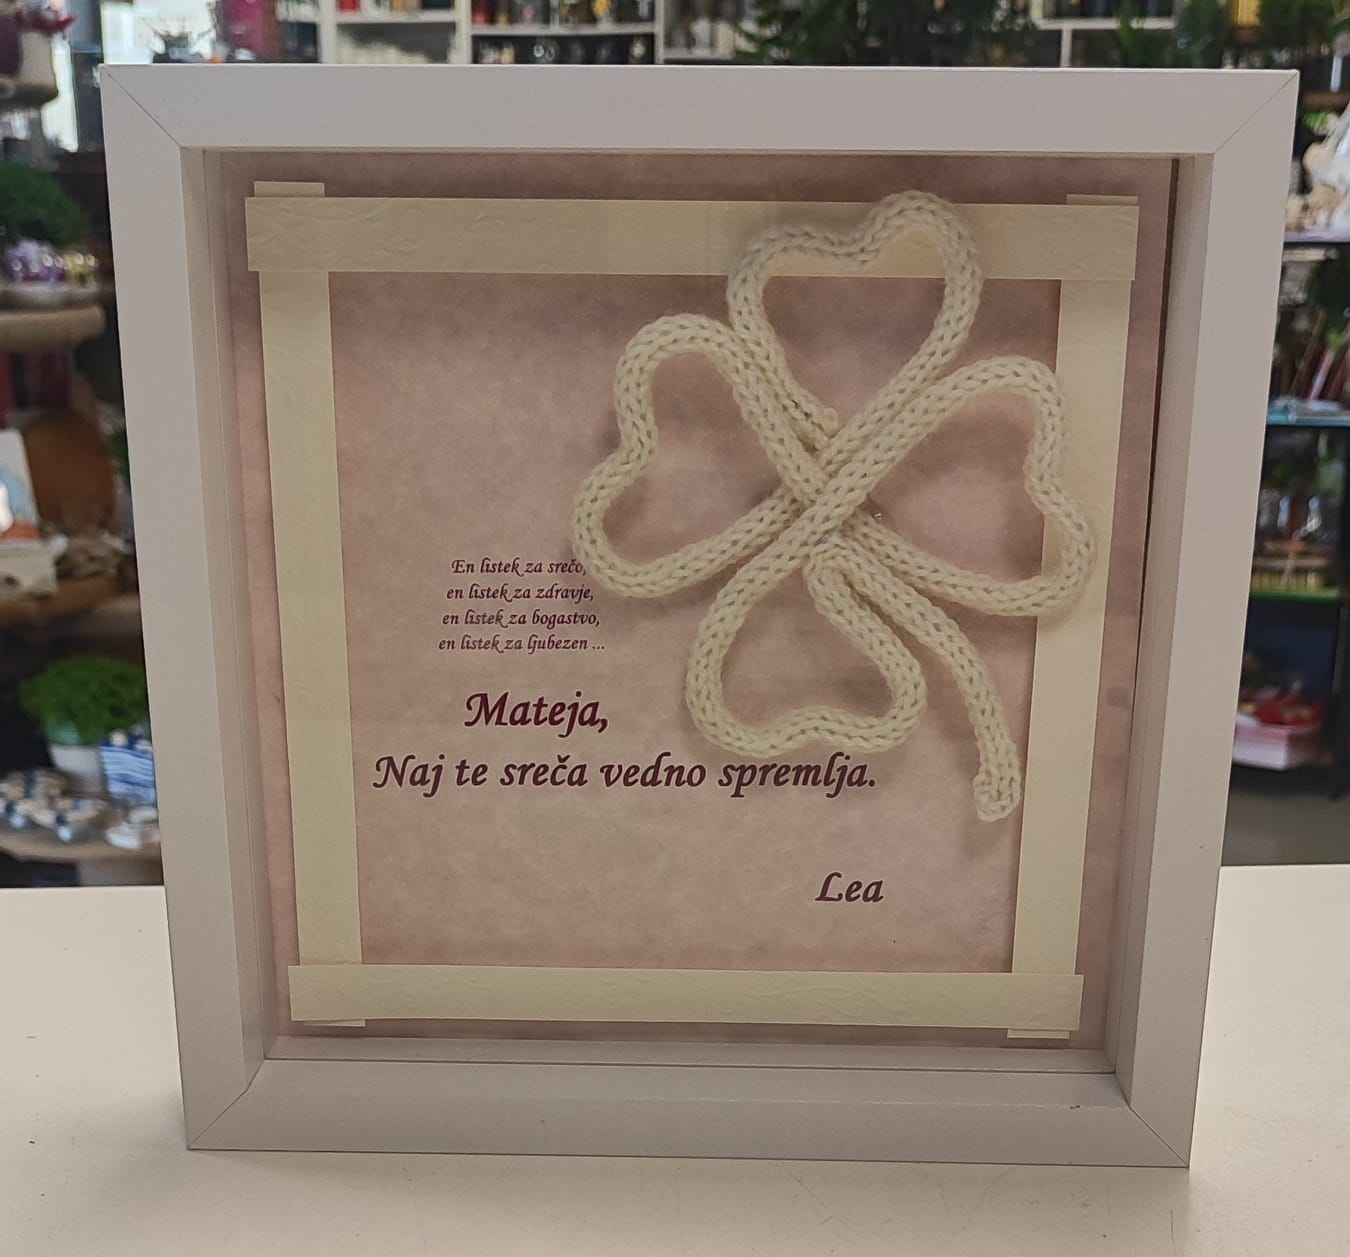 En listek za srečo,
en listek za zdravje,
en listek za bogastvo,
en listek za ljubezen ...
Mateja,
Naj te sreča vedno spremlja.
Lea